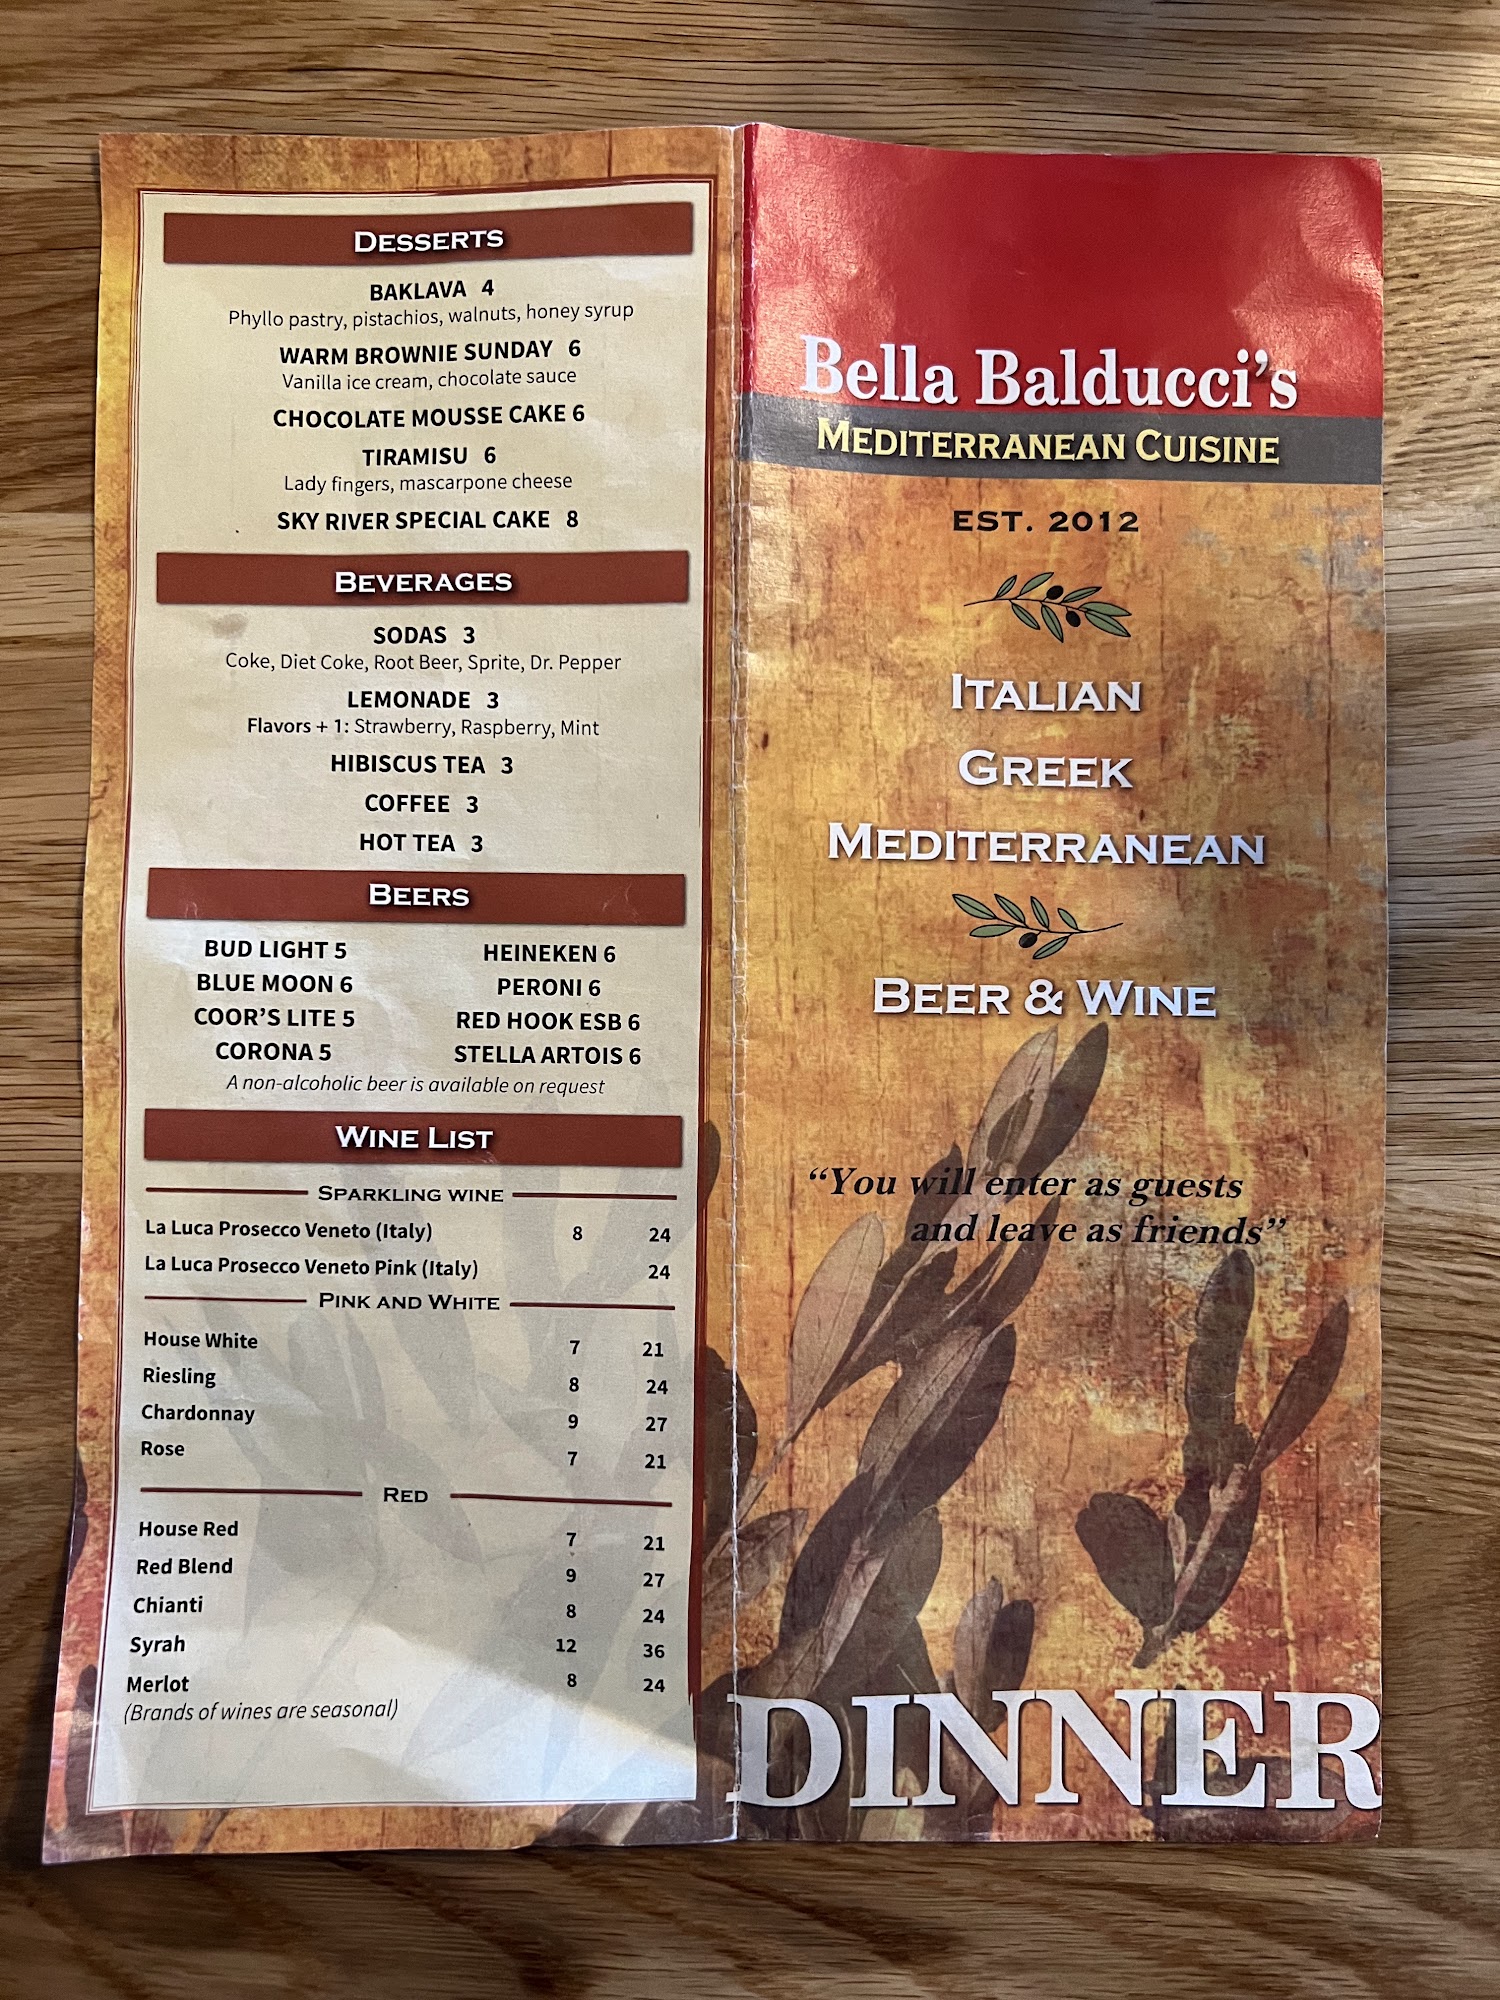 DESSERTS
BAKLAVA 4
Phyllo pastry, pistachios, walnuts, honey syrup
WARM BROWNIE SUNDAY 6
Vanilla ice cream, chocolate sauce
CHOCOLATE MOUSSE CAKE 6
TIRAMISU 6
Lady fingers, mascarpone cheese
SKY RIVER SPECIAL CAKE 8
BEVERAGES
SODAS 3
Coke, Diet Coke, Root Beer, Sprite, Dr. Pepper
LEMONADE 3
Flavors + 1: Strawberry, Raspberry, Mint
HIBISCUS TEA 3
COFFEE 3
HOT TEA 3
BEERS
BUD LIGHT 5 HEINEKEN 6
BLUE MOON 6 PERONI 6
COOR'S LITE 5 RED HOOK ESB 6
CORONA 5 STELLA ARTOIS 6
A non-alcoholic beer is available on request
WINE LIST
SPARKLING WINE
La Luca Prosecco Veneto (Italy) 8 24
La Luca Prosecco Veneto Pink (Italy) 24
PINK AND WHITE
House White 7 21
Riesling 8 24
Chardonnay 9 27
Rose 7 21
RED
House Red 7 21
Red Blend 9 27
Chianti 8 24
Syrah 12 36
Merlot 8 24
(Brands of wines are seasonal)
Bella Balducci's
MEDITERRANEAN CUISINE
EST. 2012
ITALIAN
GREEK
MEDITERRANEAN
BEER & WINE
"You will enter as guests
and leave as friends"
DINNER